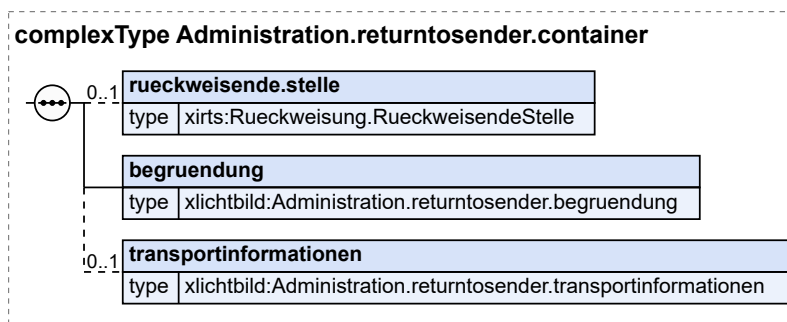 complexType Administration.returntosender.container
0..1
rueckweisende.stelle
type xirts:Rueckweisung.RueckweisendeStelle
begruendung
type xlichtbild:Administration.returntosender.begruendung
0..1
transportinformationen
type xlichtbild:Administration.returntosender.transportinformationen